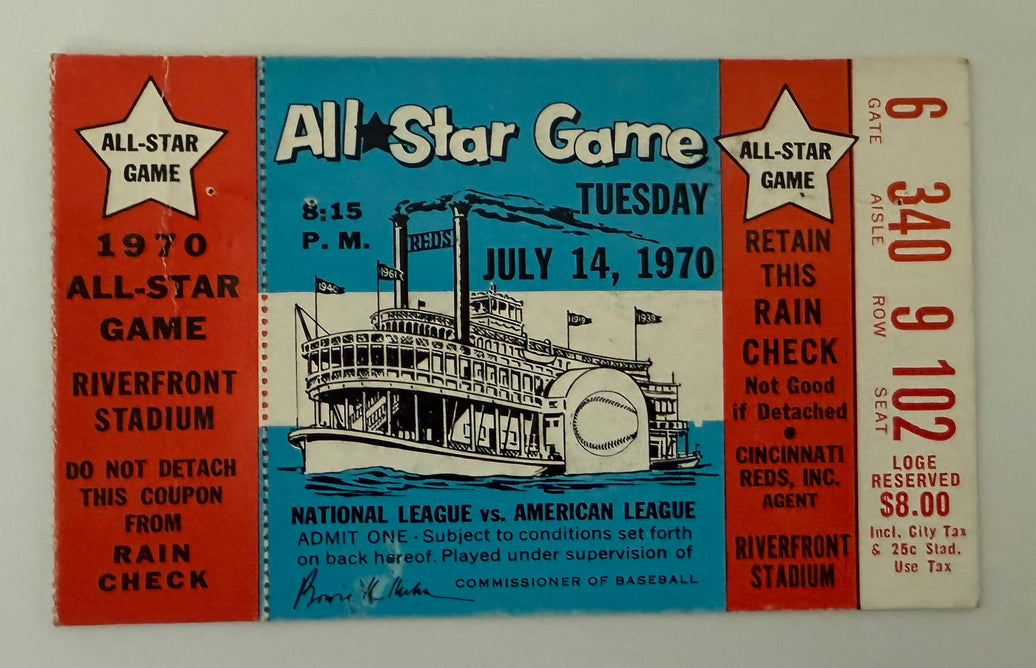 ALL-STAR
GAME
1970
ALL-STAR
GAME
RIVERFRONT
STADIUM
DO NOT DETACH
THIS COUPON
FROM
RAIN
CHECK
All★Star Game
8:15
P. M.
TUESDAY
JULY 14, 1970
REDS
1940
1961
1919
1939
NATIONAL LEAGUE vs. AMERICAN LEAGUE
ADMIT ONE - Subject to conditions set forth
on back hereof. Played under supervision of
Bowie K Kuhn
COMMISSIONER OF BASEBALL
ALL-STAR
GAME
RETAIN
THIS
RAIN
CHECK
Not Good
if Detached
CINCINNATI
REDS, INC.
AGENT
RIVERFRONT
STADIUM
GATE 6
AISLE 340
ROW 9
SEAT 102
LOGE
RESERVED
$8.00
Incl. City Tax
& 25c Stad.
Use Tax